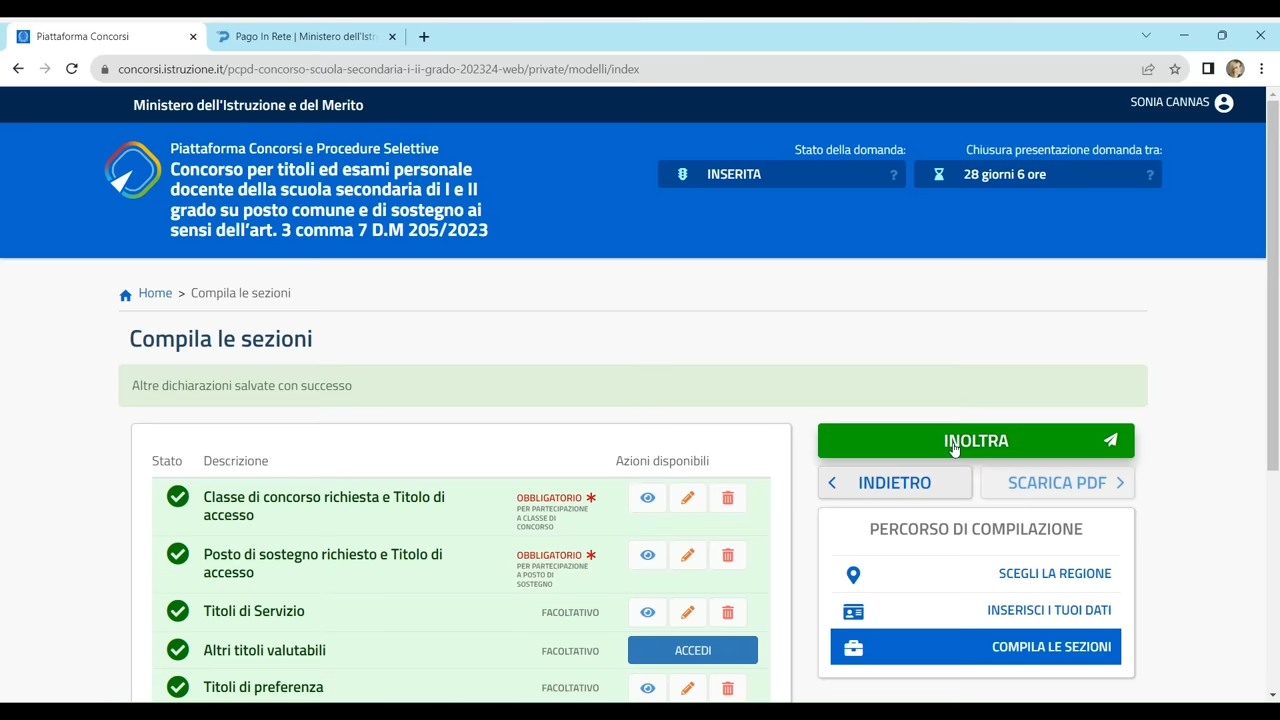 Piattaforma Concorsi
Pago In Rete | Ministero dell'Istr
concorsi.istruzione.it/pcpd-concorso-scuola-secondaria-i-ii-grado-202324-web/private/modelli/index
Ministero dell'Istruzione e del Merito
SONIA CANNAS
Piattaforma Concorsi e Procedure Selettive
Concorso per titoli ed esami personale
docente della scuola secondaria di I e II
grado su posto comune e di sostegno ai
sensi dell'art. 3 comma 7 D.M 205/2023
Stato della domanda:
INSERITA ?
Chiusura presentazione domanda tra:
28 giorni 6 ore ?
Home > Compila le sezioni
Compila le sezioni
Altre dichiarazioni salvate con successo
Stato Descrizione Azioni disponibili
Classe di concorso richiesta e Titolo di
accesso
OBBLIGATORIO *
PER PARTECIPAZIONE
A CLASSE DI
CONCORSO
Posto di sostegno richiesto e Titolo di
accesso
OBBLIGATORIO *
PER PARTECIPAZIONE
A POSTO DI
SOSTEGNO
Titoli di Servizio FACOLTATIVO
Altri titoli valutabili FACOLTATIVO ACCEDI
Titoli di preferenza FACOLTATIVO
INOLTRA
INDIETRO
SCARICA PDF
PERCORSO DI COMPILAZIONE
SCEGLI LA REGIONE
INSERISCI I TUOI DATI
COMPILA LE SEZIONI